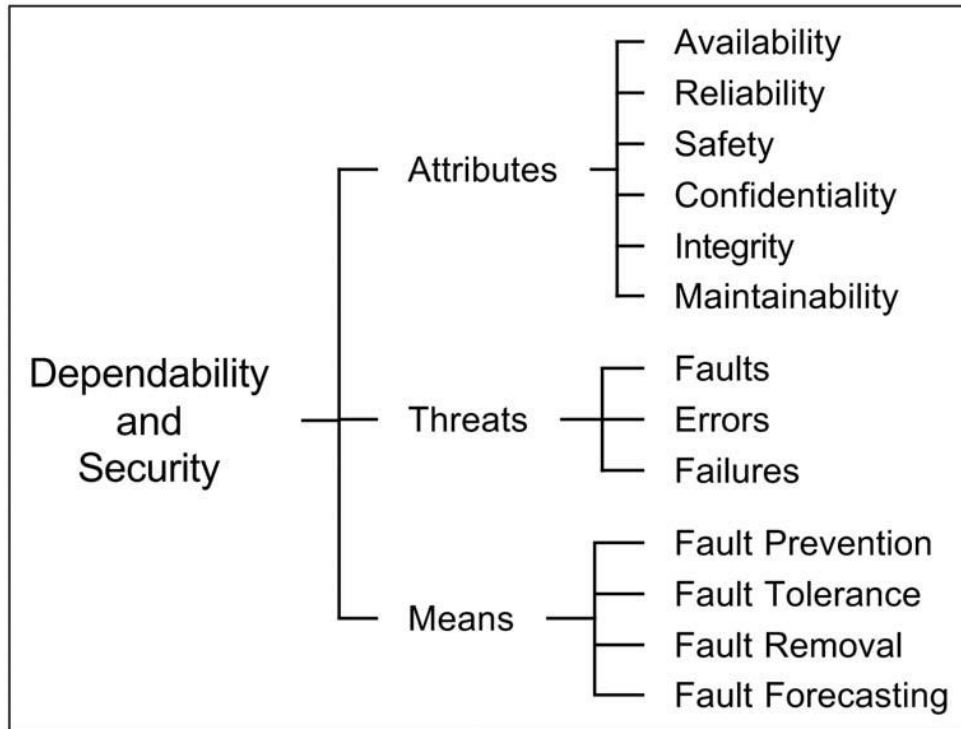 Dependability
and
Security
Attributes
Availability
Reliability
Safety
Confidentiality
Integrity
Maintainability
Threats
Faults
Errors
Failures
Means
Fault Prevention
Fault Tolerance
Fault Removal
Fault Forecasting